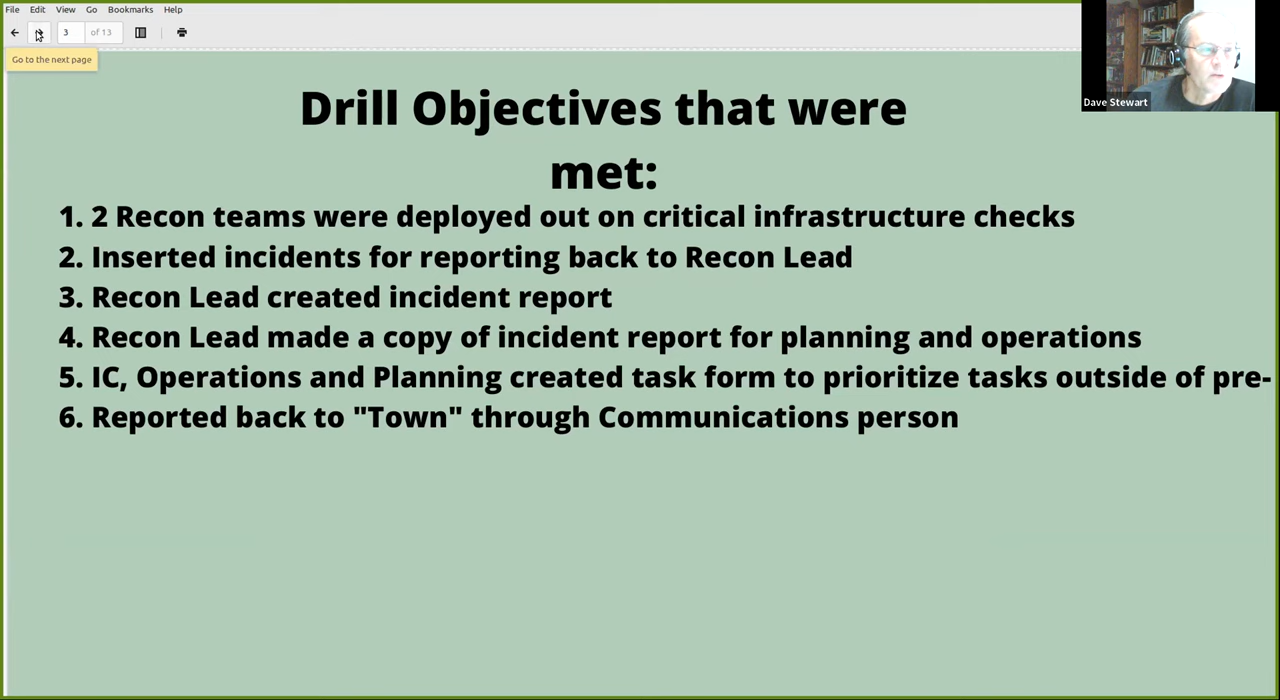 File Edit View Go Bookmarks Help
3 of 13
Go to the next page
Dave Stewart
Drill Objectives that were
met:
1. 2 Recon teams were deployed out on critical infrastructure checks
2. Inserted incidents for reporting back to Recon Lead
3. Recon Lead created incident report
4. Recon Lead made a copy of incident report for planning and operations
5. IC, Operations and Planning created task form to prioritize tasks outside of pre-
6. Reported back to "Town" through Communications person